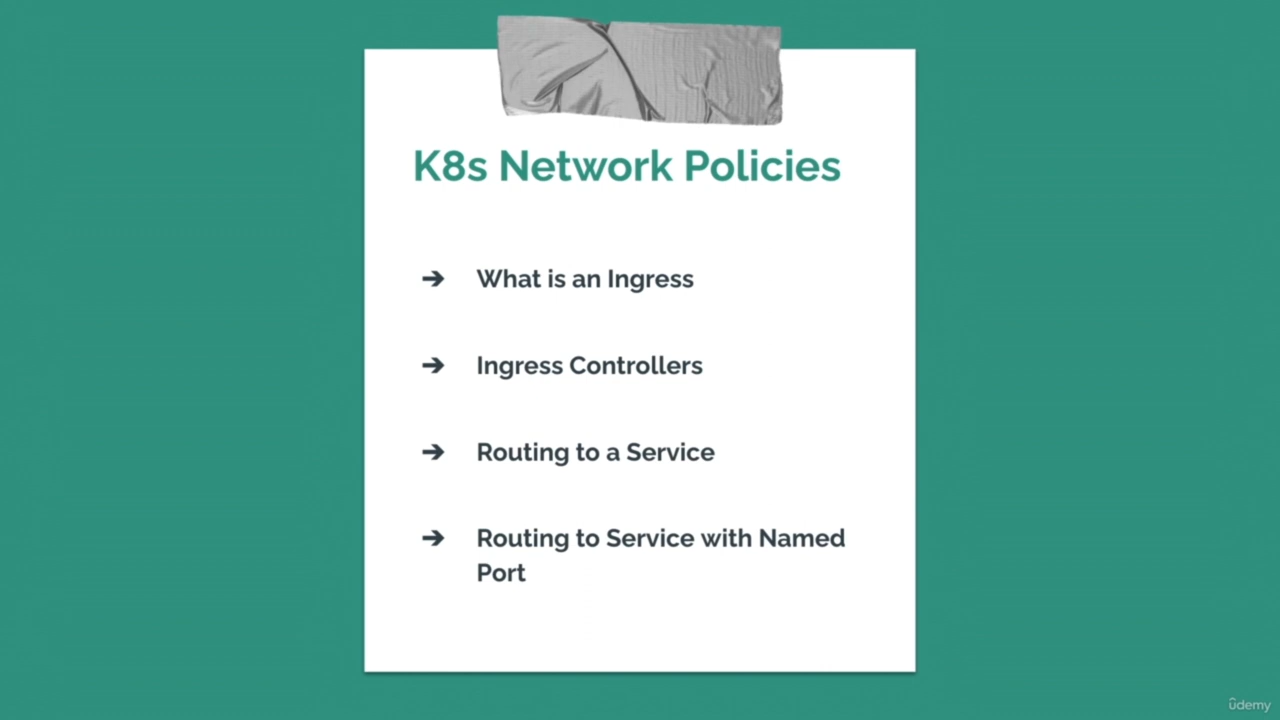 K8s Network Policies
➔ What is an Ingress
➔ Ingress Controllers
➔ Routing to a Service
➔ Routing to Service with Named
Port
ûdemy